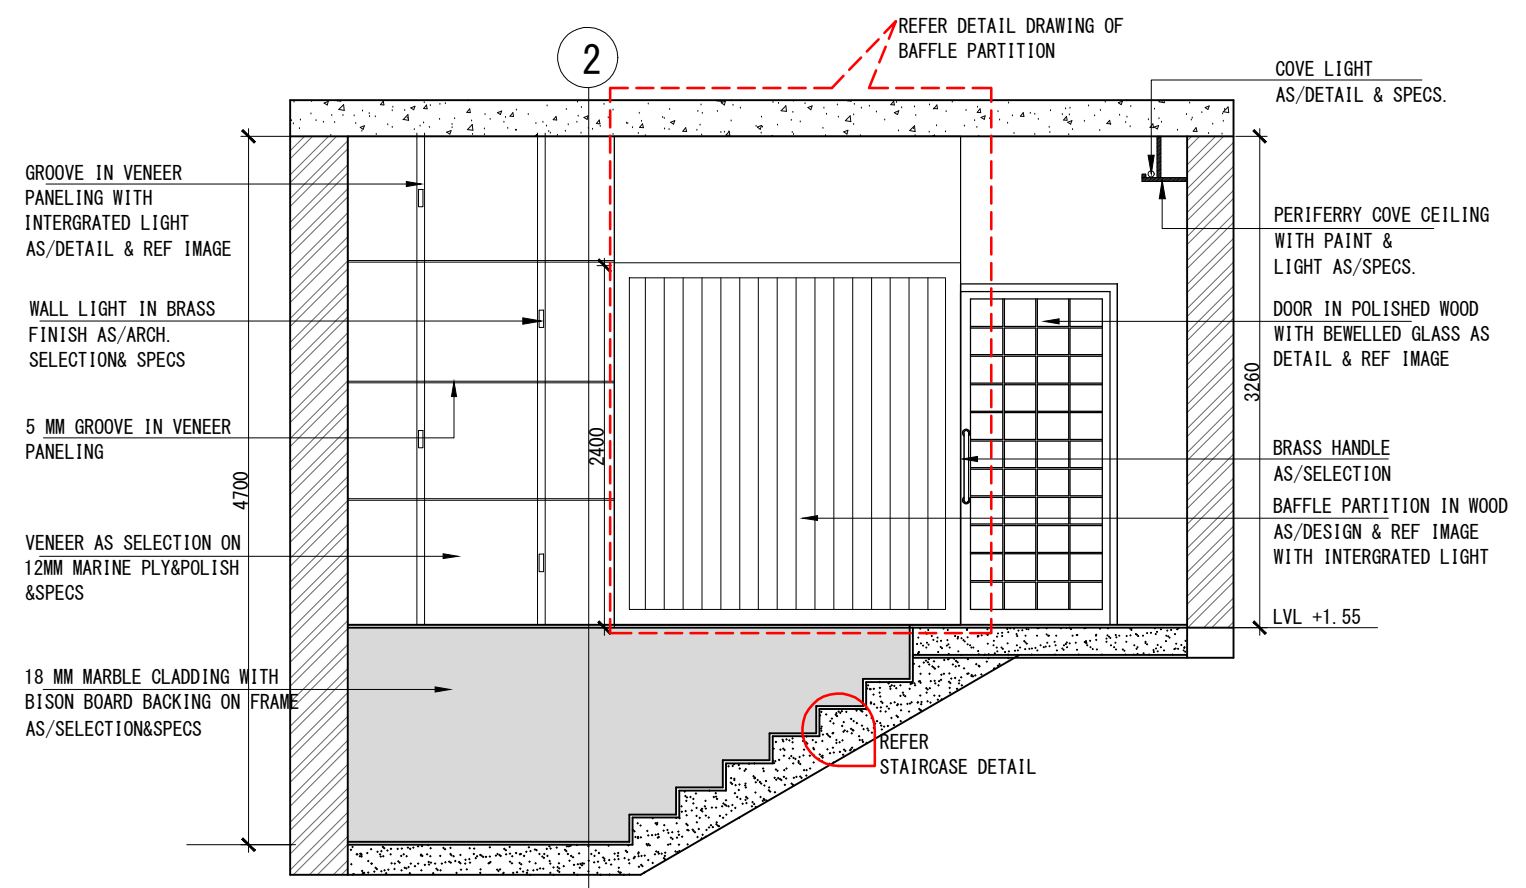 REFER DETAIL DRAWING OF
BAFFLE PARTITION
2
COVE LIGHT
AS/DETAIL & SPECS.
GROOVE IN VENEER
PANELING WITH
INTERGRATED LIGHT
AS/DETAIL & REF IMAGE
PERIFERRY COVE CEILING
WITH PAINT &
LIGHT AS/SPECS.
WALL LIGHT IN BRASS
FINISH AS/ARCH.
SELECTION& SPECS
DOOR IN POLISHED WOOD
WITH BEWELLED GLASS AS
DETAIL & REF IMAGE
3260
5 MM GROOVE IN VENEER
PANELING
2400
4700
BRASS HANDLE
AS/SELECTION
BAFFLE PARTITION IN WOOD
AS/DESIGN & REF IMAGE
WITH INTERGRATED LIGHT
VENEER AS SELECTION ON
12MM MARINE PLY&POLISH
&SPECS
LVL +1.55
18 MM MARBLE CLADDING WITH
BISON BOARD BACKING ON FRAME
AS/SELECTION&SPECS
REFER
STAIRCASE DETAIL